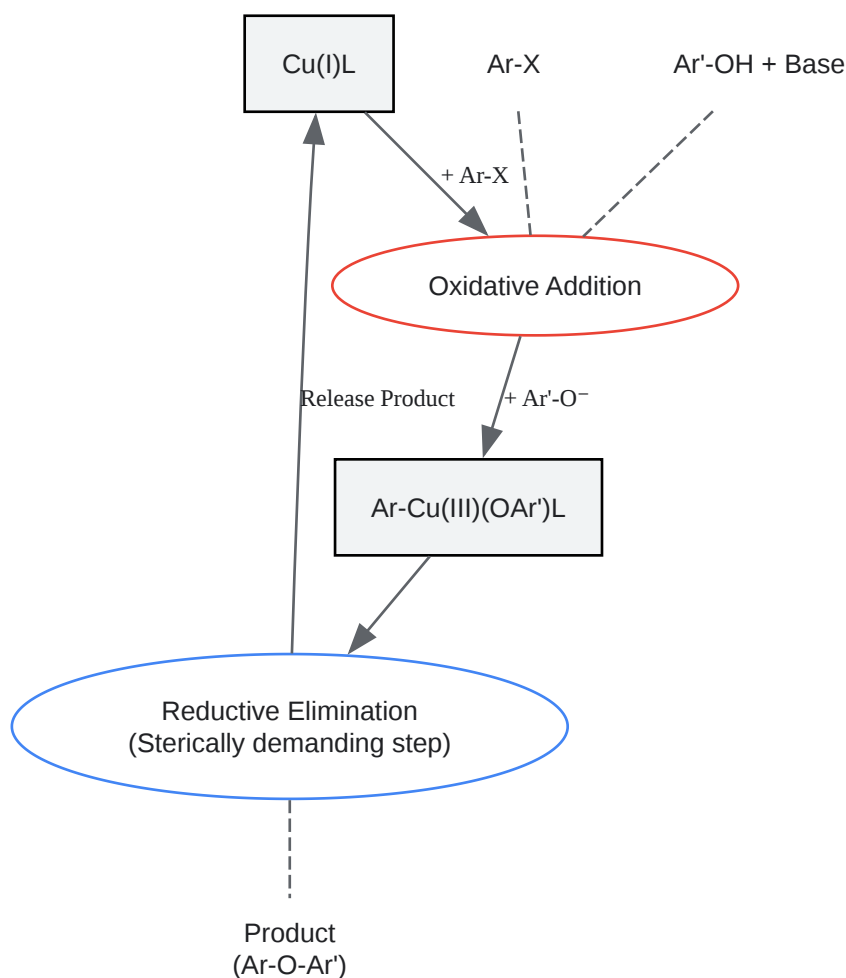 Cu(I)L
Ar-X
Ar'-OH + Base
+ Ar-X
Oxidative Addition
Release Product
+ Ar'-O⁻
Ar-Cu(III)(OAr')L
Reductive Elimination
(Sterically demanding step)
Product
(Ar-O-Ar')